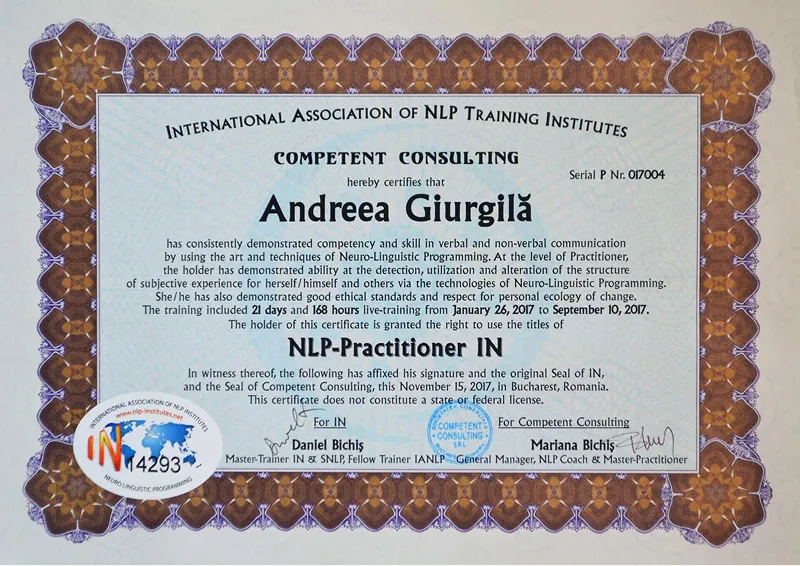 INTERNATIONAL ASSOCIATION OF NLP TRAINING INSTITUTES
COMPETENT CONSULTING
Serial P Nr. 017004
hereby certifies that
Andreea Giurgilă
has consistently demonstrated competency and skill in verbal and non-verbal communication
by using the art and techniques of Neuro-Linguistic Programming. At the level of Practitioner,
the holder has demonstrated ability at the detection, utilization and alteration of the structure
of subjective experience for herself/himself and others via the technologies of Neuro-Linguistic Programming.
She/he has also demonstrated good ethical standards and respect for personal ecology of change.
The training included 21 days and 168 hours live-training from January 26, 2017 to September 10, 2017.
The holder of this certificate is granted the right to use the titles of
NLP-Practitioner IN
In witness thereof, the following has affixed his signature and the original Seal of IN,
and the Seal of Competent Consulting, this November 15, 2017, in Bucharest, Romania.
This certificate does not constitute a state or federal license.
For IN
Daniel Bichiș
Master-Trainer IN & SNLP, Fellow Trainer IANLP
For Competent Consulting
Mariana Bichiș
General Manager, NLP Coach & Master-Practitioner
COMPETENT
CONSULTING
S.R.L.
INTERNATIONAL ASSOCIATION OF NLP INSTITUTES
www.nlp-institutes.net
IN
14293
NEURO LINGUISTIC PROGRAMMING